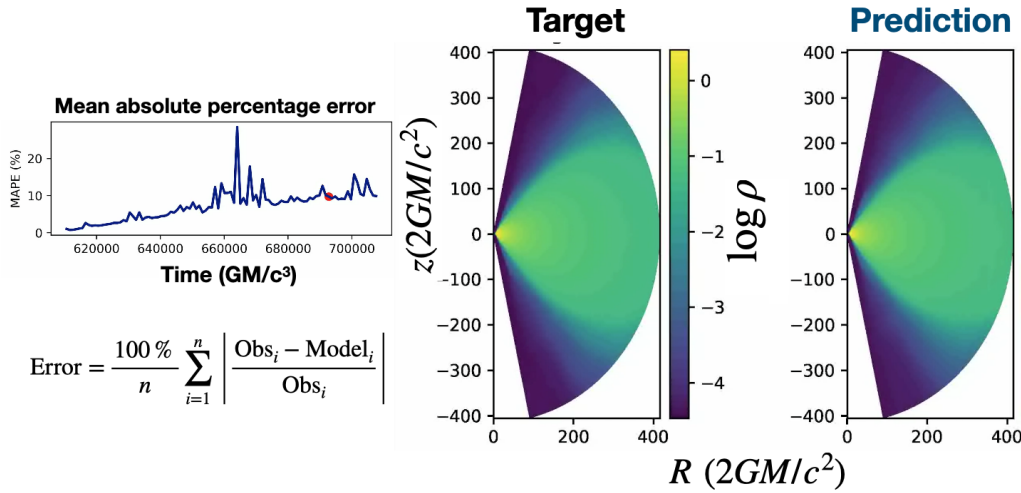 Target
Prediction
Mean absolute percentage error
MAPE (%)
20
10
0
620000 640000 660000 680000 700000
Time (GM/c³)
Error = 100 % / n ∑ i=1 n | Obsᵢ − Modelᵢ / Obsᵢ |
z(2GM/c²)
400
300
200
100
0
-100
−200
−300
−400
0 200 400
0
−1
−2
−3
−4
log ρ
400
300
200
100
0
−100
−200
−300
−400
0 200 400
R (2GM/c²)